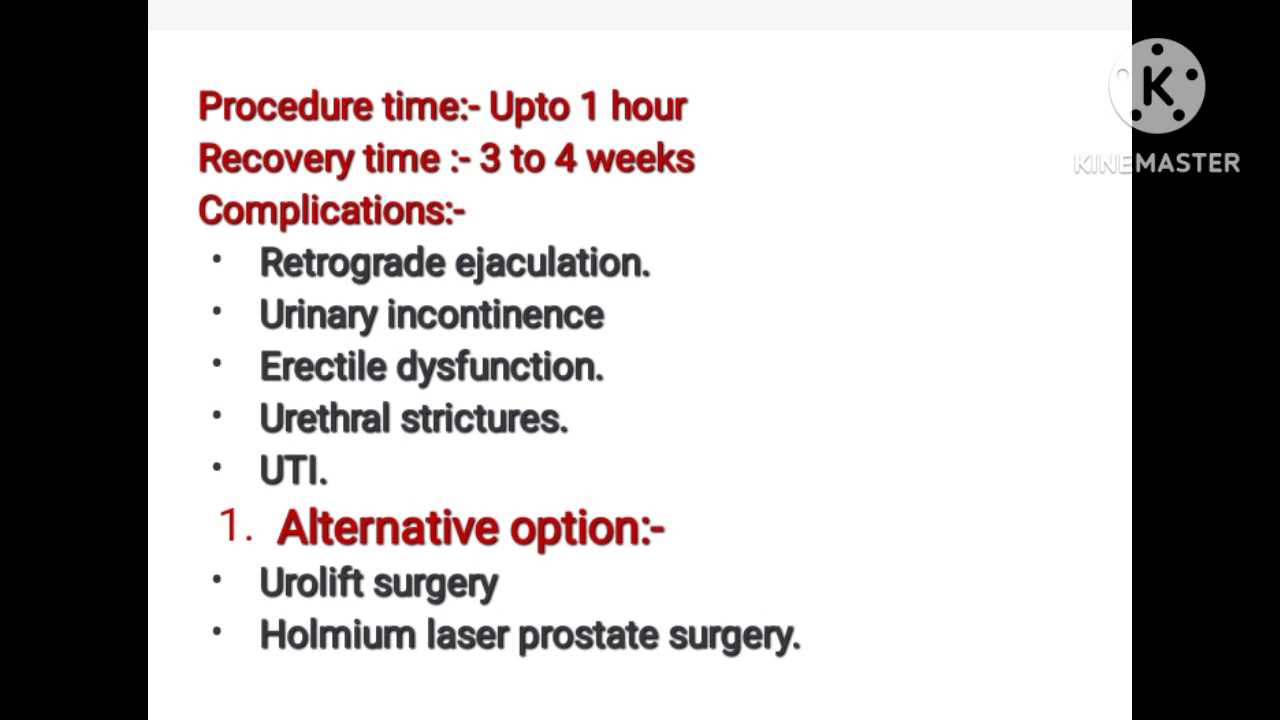 Procedure time:- Upto 1 hour
Recovery time :- 3 to 4 weeks
Complications:-
• Retrograde ejaculation.
• Urinary incontinence
• Erectile dysfunction.
• Urethral strictures.
• UTI.
1. Alternative option:-
• Urolift surgery
• Holmium laser prostate surgery.
K
KINEMASTER